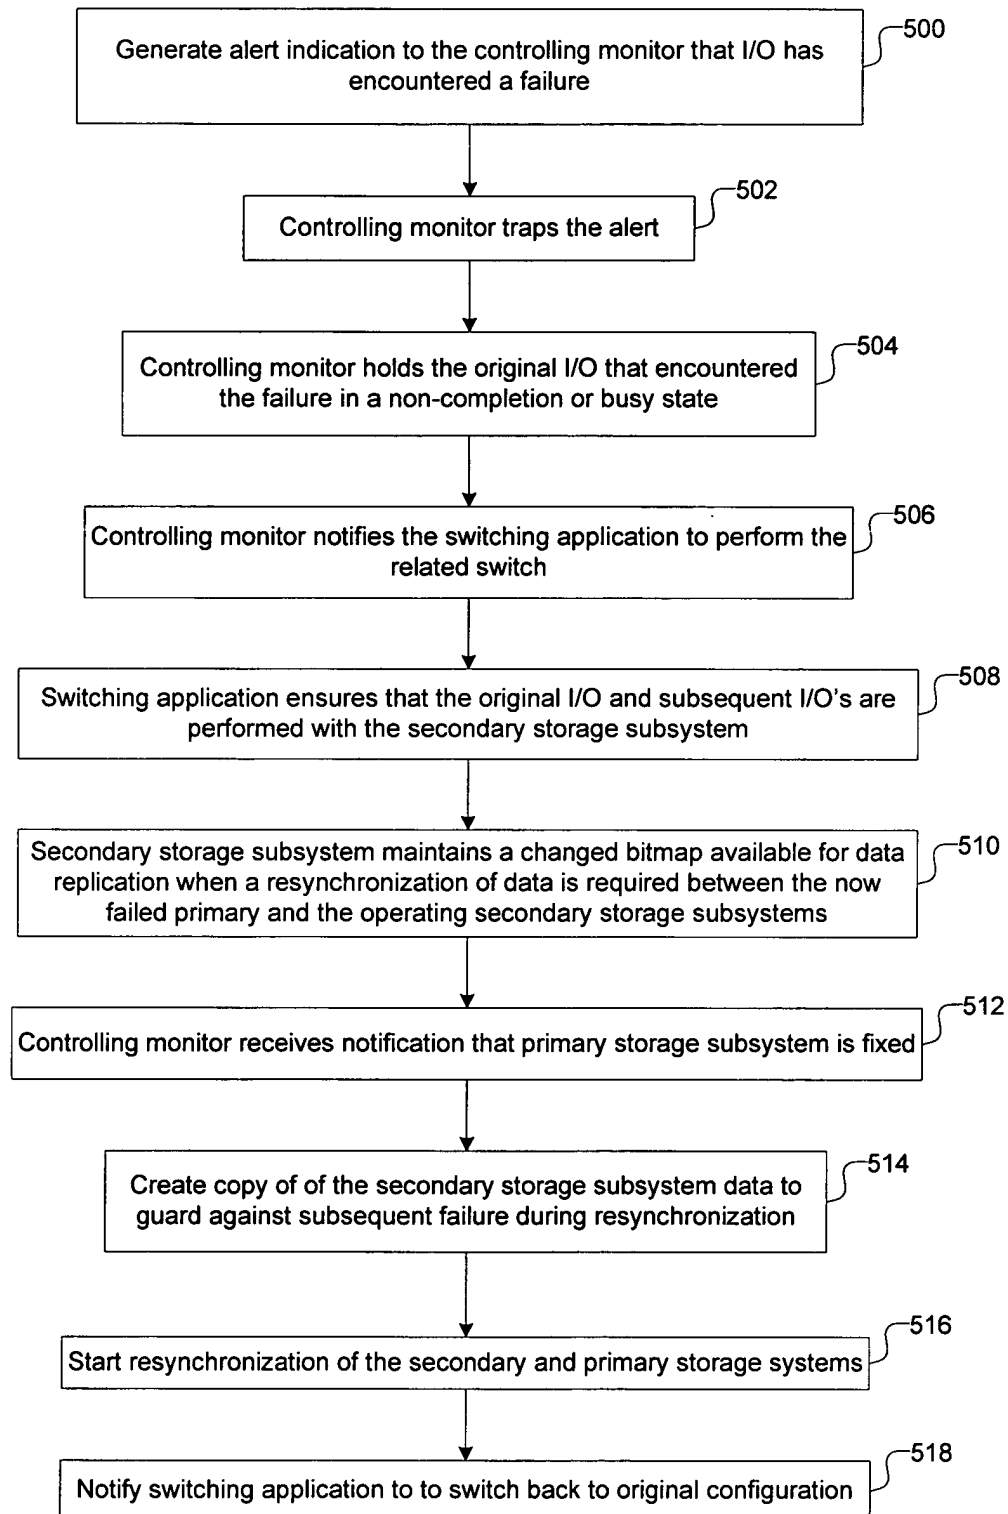 Generate alert indication to the controlling monitor that I/O has
encountered a failure
500
Controlling monitor traps the alert
502
Controlling monitor holds the original I/O that encountered
the failure in a non-completion or busy state
504
Controlling monitor notifies the switching application to perform the
related switch
506
Switching application ensures that the original I/O and subsequent I/O's are
performed with the secondary storage subsystem
508
Secondary storage subsystem maintains a changed bitmap available for data
replication when a resynchronization of data is required between the now
failed primary and the operating secondary storage subsystems
510
Controlling monitor receives notification that primary storage subsystem is fixed
512
Create copy of of the secondary storage subsystem data to
guard against subsequent failure during resynchronization
514
Start resynchronization of the secondary and primary storage systems
516
Notify switching application to to switch back to original configuration
518